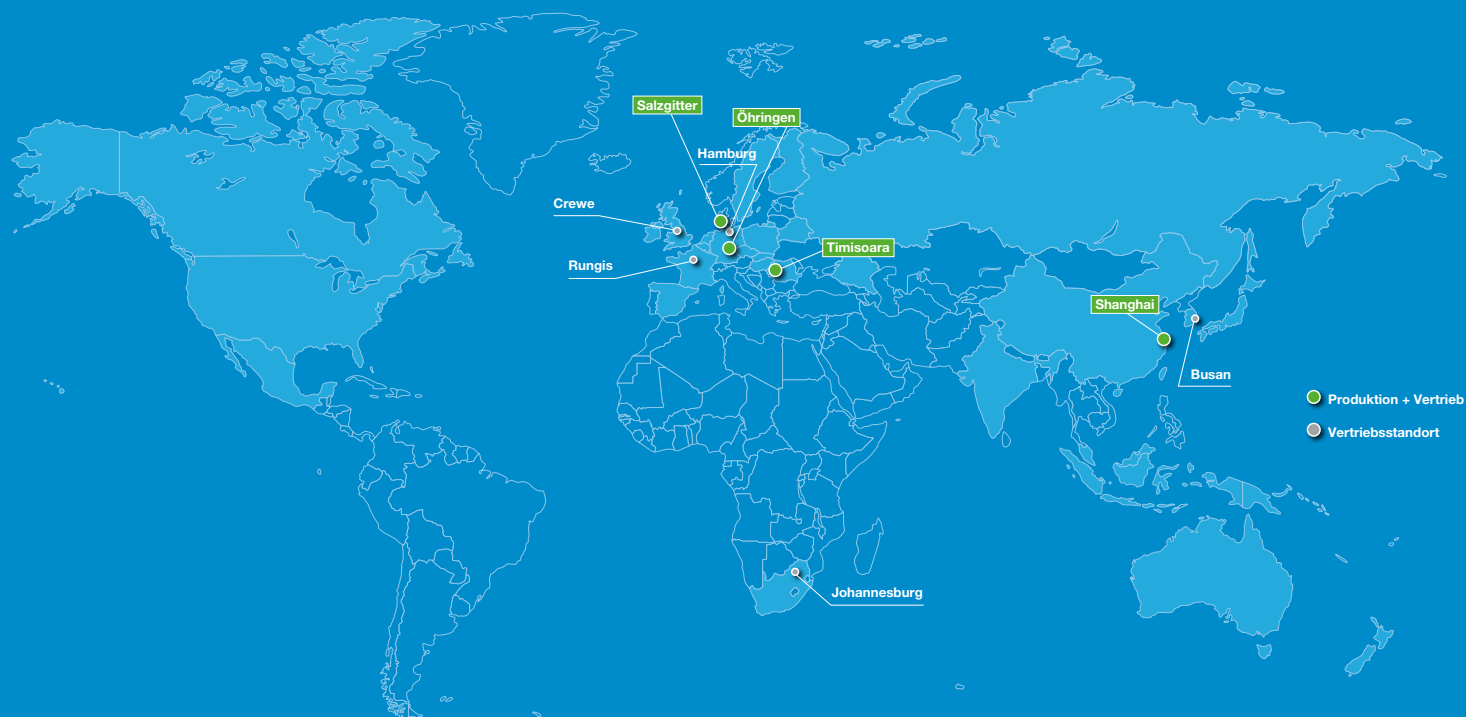 Salzgitter
Öhringen
Hamburg
Crewe
Timisoara
Rungis
Shanghai
Busan
Produktion + Vertrieb
Vertriebsstandort
Johannesburg